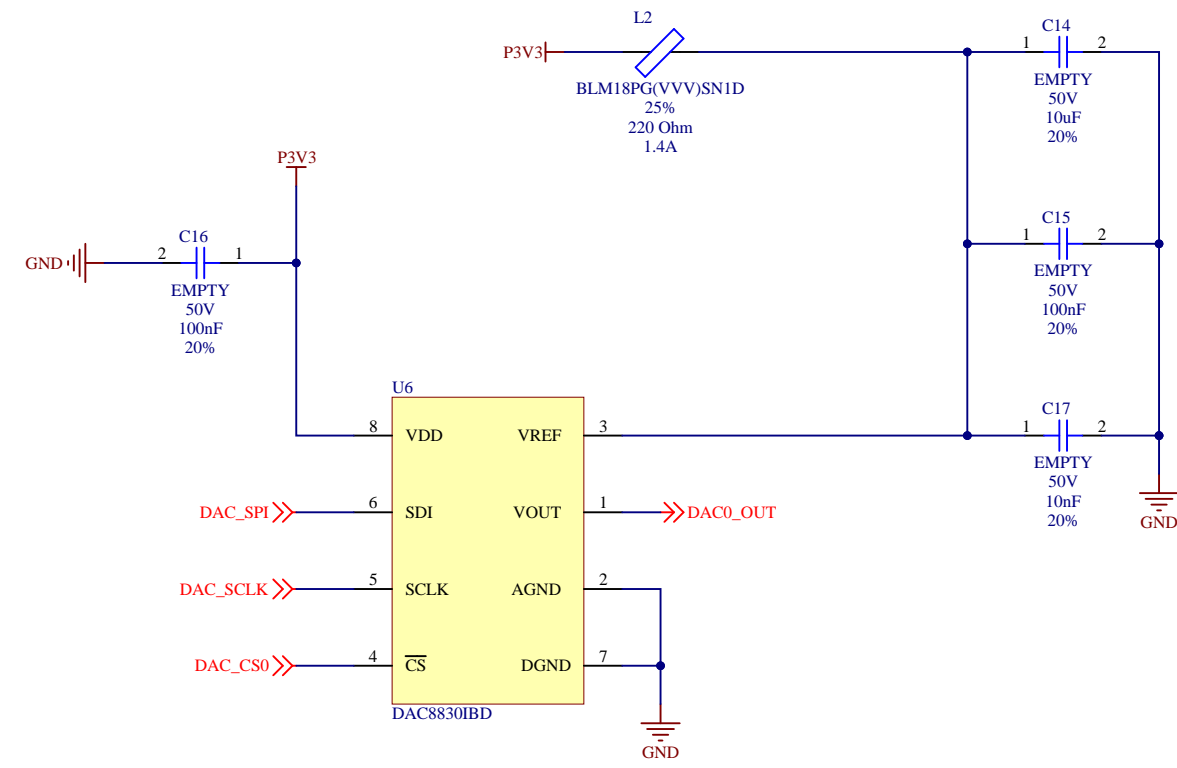 L2
P3V3
BLM18PG(VVV)SN1D
25%
220 Ohm
1.4A
C14
1 2
EMPTY
50V
10uF
20%
P3V3
C16
GND 2 1
EMPTY
50V
100nF
20%
C15
1 2
EMPTY
50V
100nF
20%
C17
1 2
EMPTY
50V
10nF
20%
GND
U6
8 VDD VREF 3
DAC_SPI 6 SDI VOUT 1 DAC0_OUT
DAC_SCLK 5 SCLK AGND 2
DAC_CS0 4 CS DGND 7
DAC8830IBD
GND